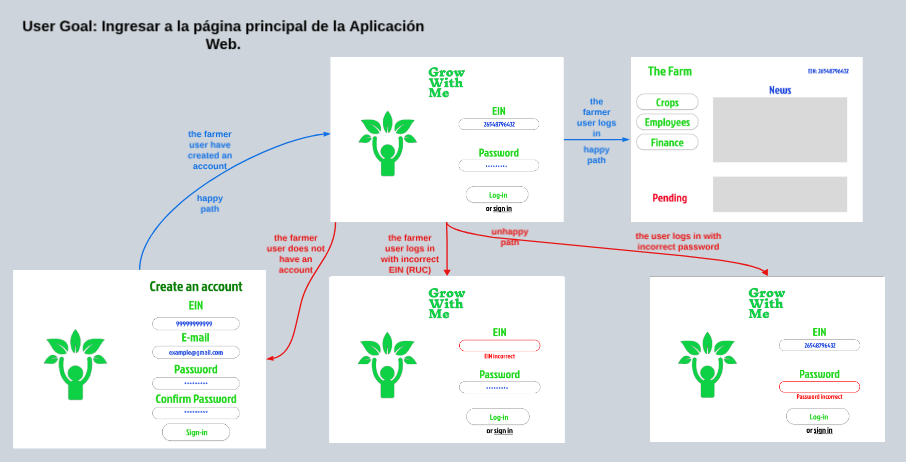 User Goal: Ingresar a la página principal de la Aplicación
Web.
Grow
With
Me
EIN
26548796432
Password
Log-in
or sign in
the
farmer
user logs
in
happy
path
The Farm
EIN: 26548796432
Crops
Employees
Finance
News
Pending
the farmer
user have
created an
account
happy
path
the farmer
user does not
have an
account
the farmer
user logs in
with incorrect
EIN (RUC)
unhappy
path
the user logs in with
incorrect password
Create an account
EIN
99999999999
E-mail
example@gmail.com
Password
Confirm Password
Sign-in
Grow
With
Me
EIN
EIN incorrect
Password
Log-in
or sign in
Grow
With
Me
EIN
26548796432
Password
Password incorrect
Log-in
or sign in